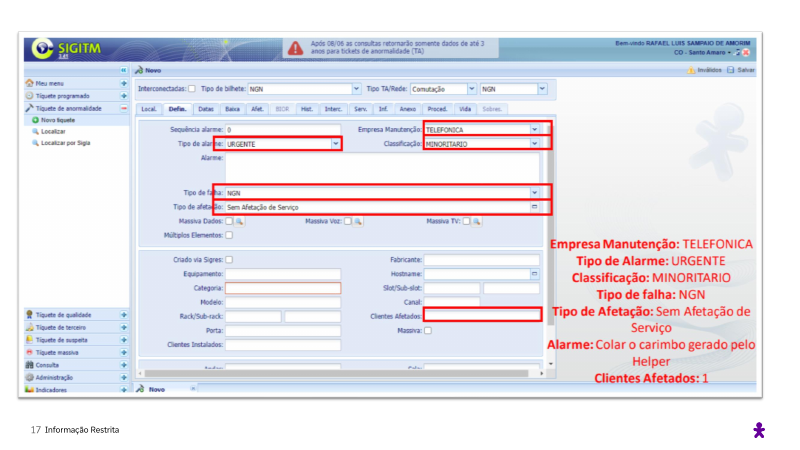 SIGITM
3.41
Após 08/06 as consultas retornarão somente dados de até 3
anos para tickets de anormalidade (TA)
Bem-vindo RAFAEL LUIS SAMPAIO DE AMORIM
CO - Santo Amaro
Novo
Inválidos Salvar
Meu menu
Tíquete programado
Tíquete de anormalidade
Novo tíquete
Localizar
Localizar por Sigla
Interconectadas: Tipo de bilhete: NGN Tipo TA/Rede: Comutação NGN
Local. Defin. Datas Baixa Afet. BIOR Hist. Interc. Serv. Inf. Anexo Proced. Vida Sobres.
Sequência alarme: 0 Empresa Manutenção: TELEFONICA
Tipo de alarme: URGENTE Classificação: MINORITARIO
Alarme:
Tipo de falha: NGN
Tipo de afetação: Sem Afetação de Serviço
Massiva Dados: Massiva Voz: Massiva TV:
Múltiplos Elementos:
Criado via Sigres: Fabricante:
Equipamento: Hostname:
Categoria: Slot/Sub-slot:
Modelo: Canal:
Rack/Sub-rack: Clientes Afetados:
Porta: Massiva:
Clientes Instalados:
Tíquete de qualidade
Tíquete de terceiro
Tíquete de suspeita
Tíquete massiva
Consulta
Administração
Indicadores
Novo
Empresa Manutenção: TELEFONICA
Tipo de Alarme: URGENTE
Classificação: MINORITARIO
Tipo de falha: NGN
Tipo de Afetação: Sem Afetação de
Serviço
Alarme: Colar o carimbo gerado pelo
Helper
Clientes Afetados: 1
17 Informação Restrita